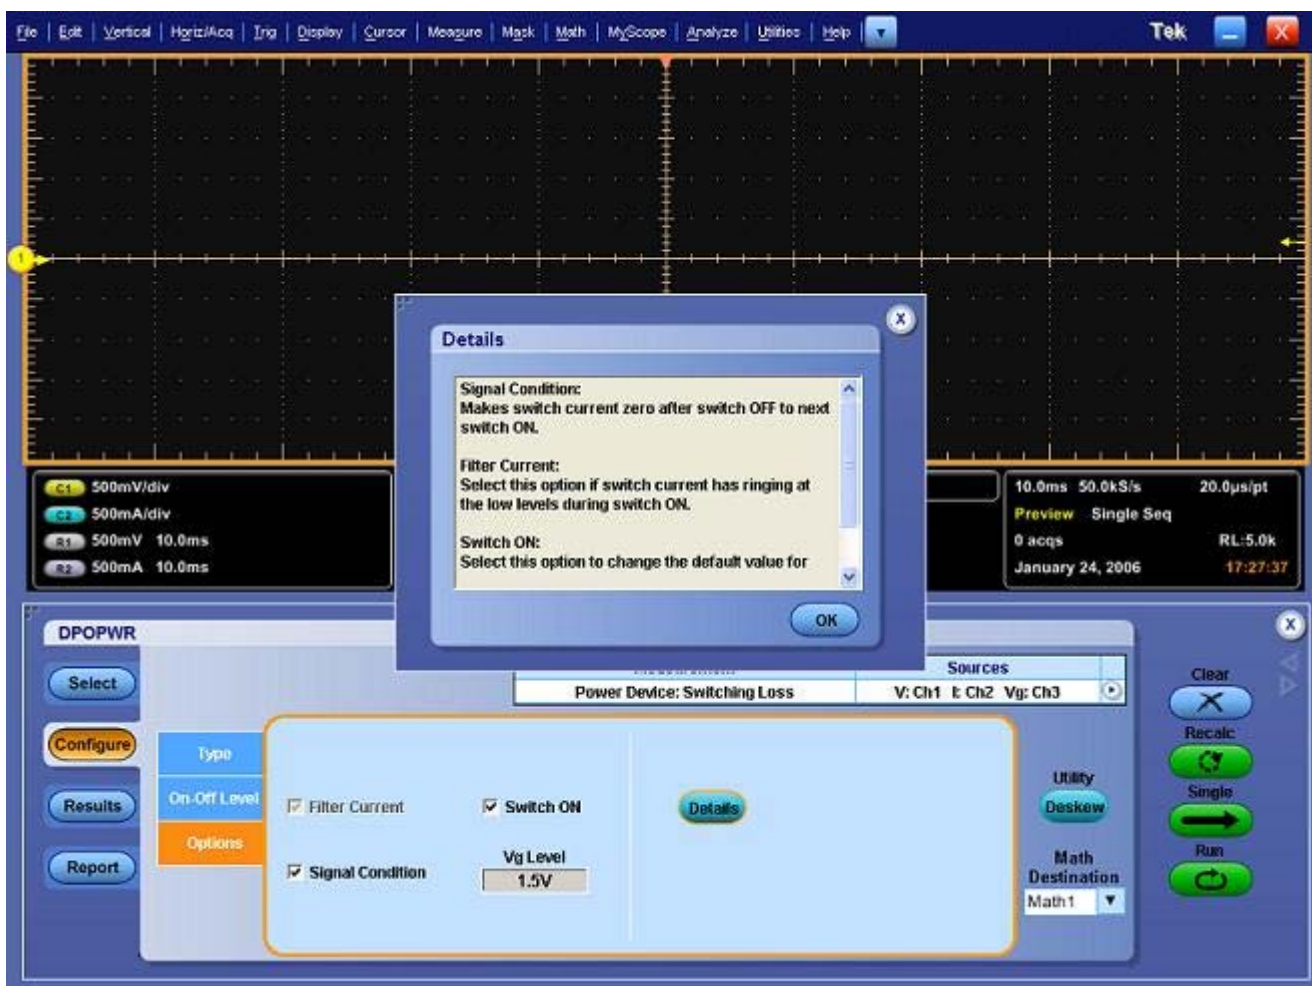 File Edit Vertical Horiz/Acq Trig Display Cursor Measure Mask Math MyScope Analyze Utilities Help Tek X
1
X
Details
Signal Condition:
Makes switch current zero after switch OFF to next
switch ON.
Filter Current:
Select this option if switch current has ringing at
the low levels during switch ON.
Switch ON:
Select this option to change the default value for
OK
C1 500mV/div
C2 500mA/div
R1 500mV 10.0ms
R2 500mA 10.0ms
10.0ms 50.0kS/s 20.0µs/pt
Preview Single Seq
0 acqs RL:5.0k
January 24, 2006 17:27:37
DPOPWR
X
Select
Configure
Results
Report
Type
On-Off Level
Options
Sources
Power Device: Switching Loss V: Ch1 I: Ch2 Vg: Ch3
Filter Current
Switch ON
Signal Condition
Vg Level
1.5V
Details
Utility
Deskew
Math
Destination
Math1
Clear
Recalc
Single
Run